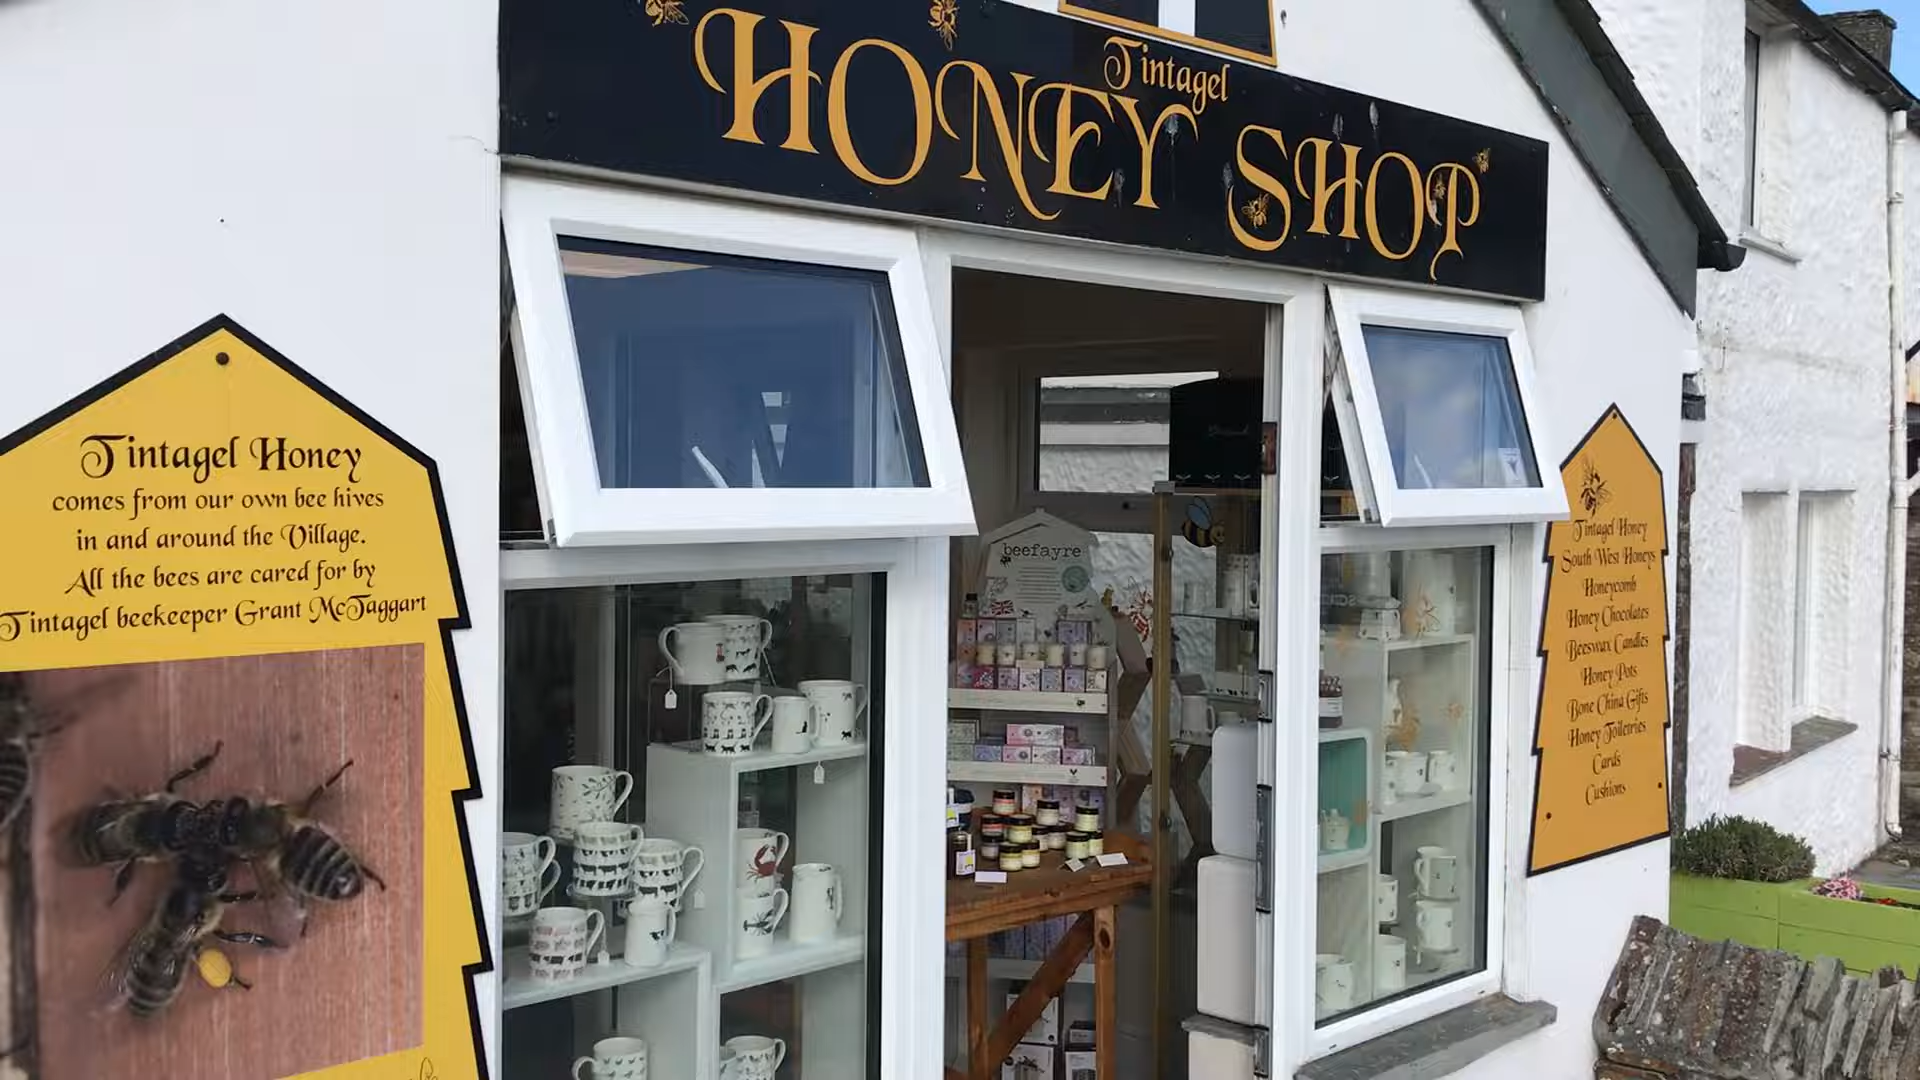 Tintagel
HONEY SHOP
Tintagel Honey
comes from our own bee hives
in and around the Village.
All the bees are cared for by
Tintagel beekeeper Grant McTaggart
beefayre
Tintagel Honey
South West Honeys
Honeycomb
Honey Chocolates
Beeswax Candles
Honey Pots
Bone China Gifts
Honey Toiletries
Cards
Cushions